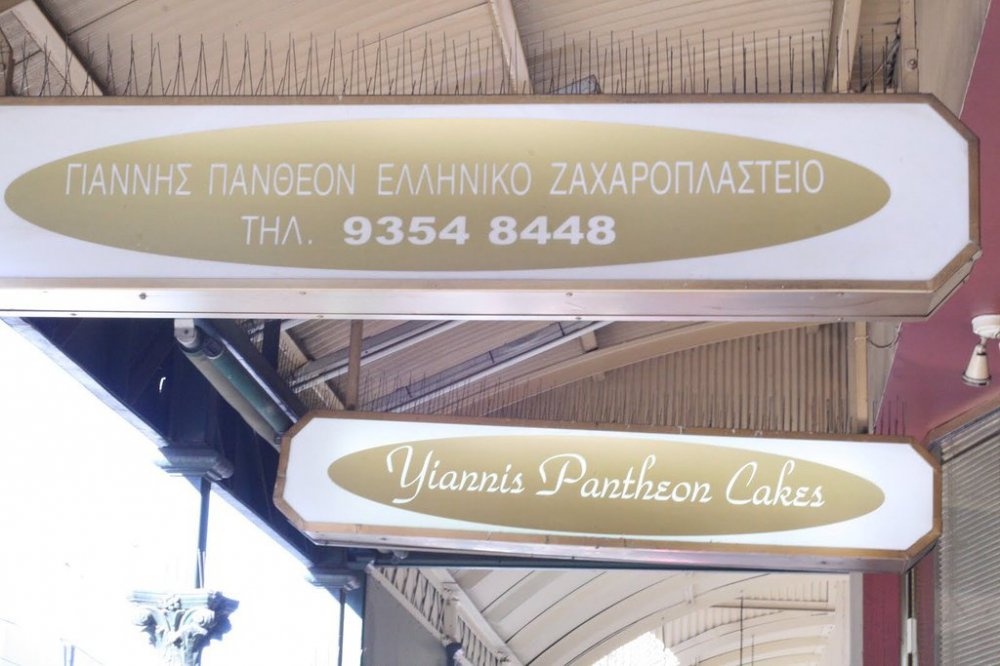 ΓΙΑΝΝΗΣ ΠΑΝΘΕΟΝ ΕΛΛΗΝΙΚΟ ΖΑΧΑΡΟΠΛΑΣΤΕΙΟ
ΤΗΛ. 9354 8448
Yiannis Pantheon Cakes